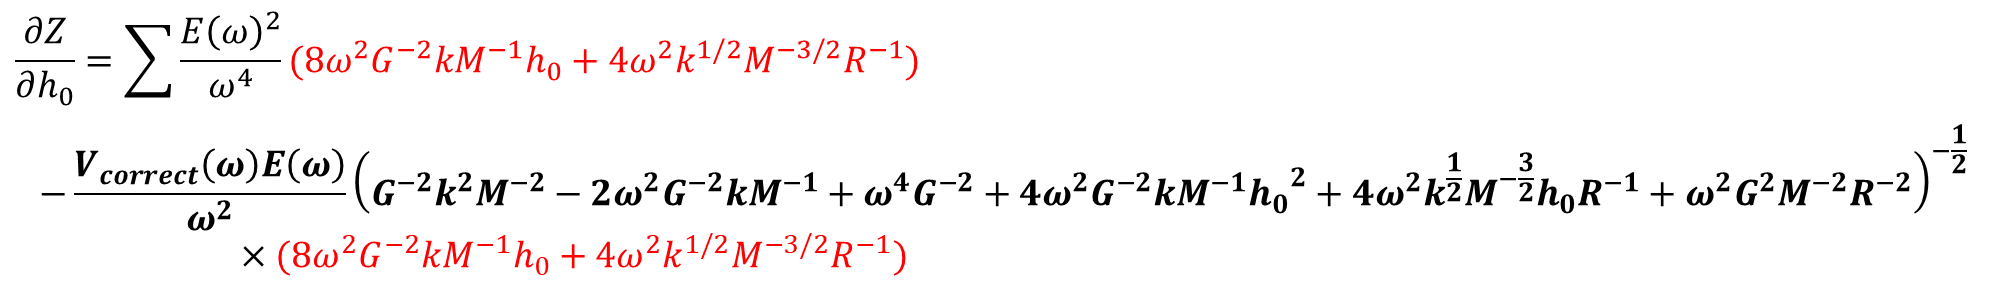 ∂Z/∂h₀ = ∑ E(ω)²/ω⁴ (8ω²G⁻²kM⁻¹h₀ + 4ω²k^{1/2}M^{−3/2}R⁻¹)
− V_{correct}(ω)E(ω)/ω² (G⁻²k²M⁻² − 2ω²G⁻²kM⁻¹ + ω⁴G⁻² + 4ω²G⁻²kM⁻¹h₀² + 4ω²k^{1/2}M^{−3/2}h₀R⁻¹ + ω²G²M⁻²R⁻²)^{−1/2}
× (8ω²G⁻²kM⁻¹h₀ + 4ω²k^{1/2}M^{−3/2}R⁻¹)